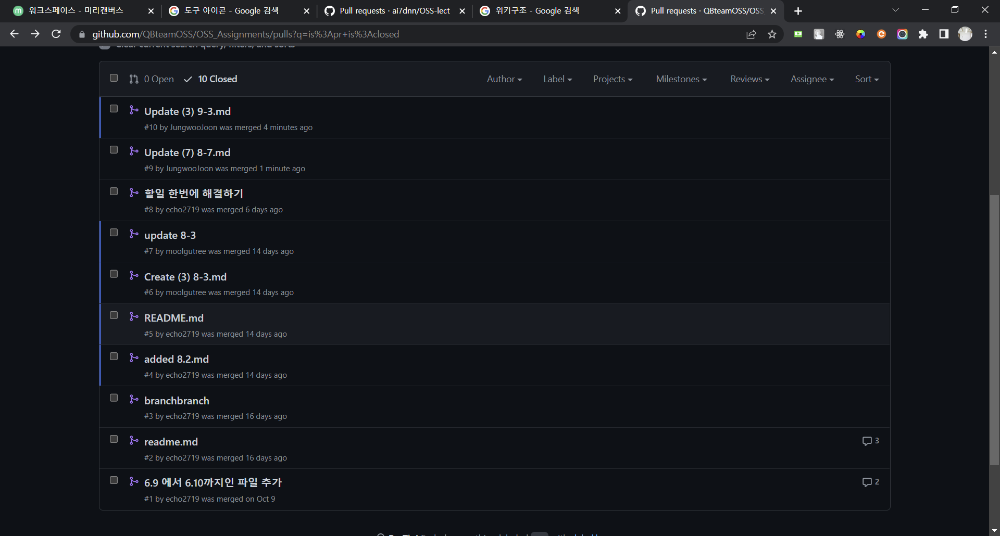 워크스페이스 - 미리캔버스
도구 아이콘 - Google 검색
Pull requests · ai7dnn/OSS-lect
위키구조 - Google 검색
Pull requests · QBteamOSS/OSS
github.com/QBteamOSS/OSS_Assignments/pulls?q=is%3Apr+is%3Aclosed
Clear current search query, filters, and sorts
0 Open 10 Closed Author Label Projects Milestones Reviews Assignee Sort
Update (3) 9-3.md
#10 by JungwooJoon was merged 4 minutes ago
Update (7) 8-7.md
#9 by JungwooJoon was merged 1 minute ago
할일 한번에 해결하기
#8 by echo2719 was merged 6 days ago
update 8-3
#7 by moolgutree was merged 14 days ago
Create (3) 8-3.md
#6 by moolgutree was merged 14 days ago
README.md
#5 by echo2719 was merged 14 days ago
added 8.2.md
#4 by echo2719 was merged 14 days ago
branchbranch
#3 by echo2719 was merged 16 days ago
readme.md 3
#2 by echo2719 was merged 16 days ago
6.9 에서 6.10까지인 파일 추가 2
#1 by echo2719 was merged on Oct 9